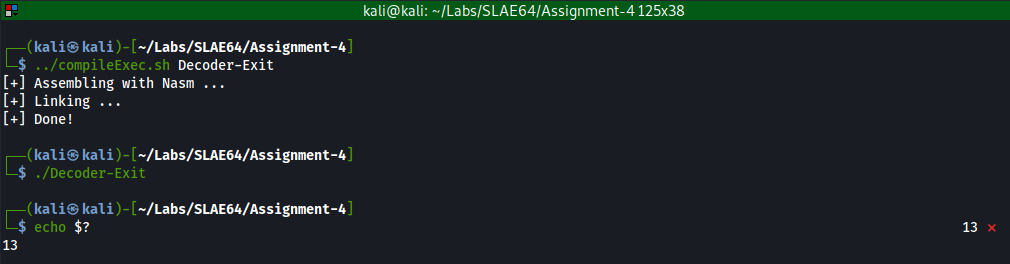 kali@kali: ~/Labs/SLAE64/Assignment-4 125x38
┌──(kali㉿kali)-[~/Labs/SLAE64/Assignment-4]
└─$ ../compileExec.sh Decoder-Exit
[+] Assembling with Nasm ...
[+] Linking ...
[+] Done!
┌──(kali㉿kali)-[~/Labs/SLAE64/Assignment-4]
└─$ ./Decoder-Exit
┌──(kali㉿kali)-[~/Labs/SLAE64/Assignment-4]
└─$ echo $? 13 ⨯
13